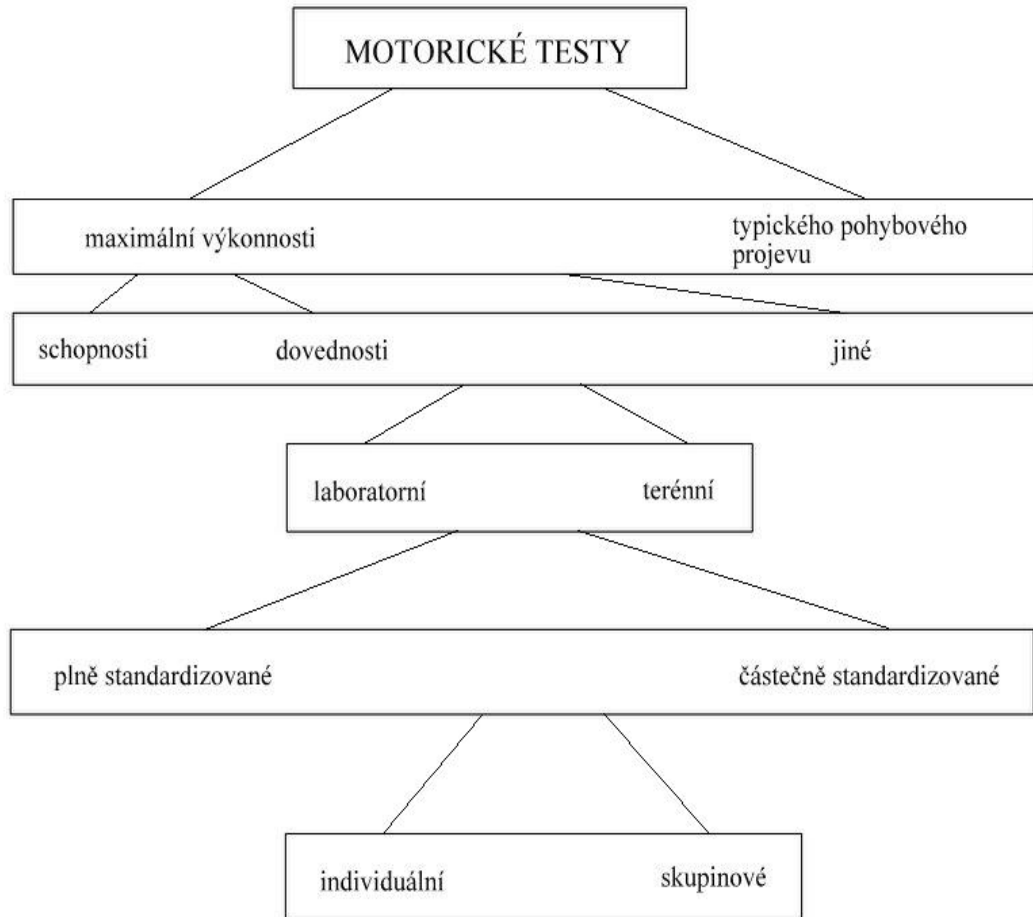 MOTORICKÉ TESTY
maximální výkonnosti
typického pohybového
projevu
schopnosti
dovednosti
jiné
laboratorní
terénní
plně standardizované
částečně standardizované
individuální
skupinové